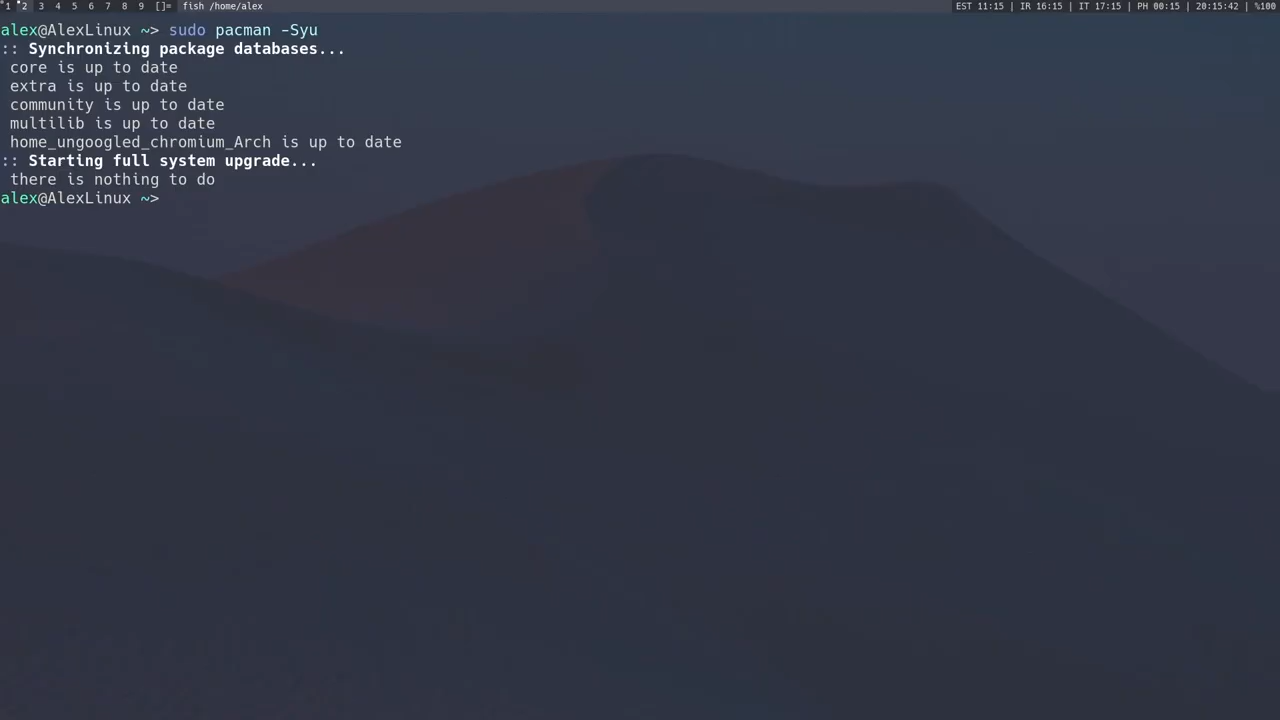 1 2 3 4 5 6 7 8 9 []= fish /home/alex EST 11:15 | IR 16:15 | IT 17:15 | PH 00:15 | 20:15:42 | %100
alex@AlexLinux ~> sudo pacman -Syu
:: Synchronizing package databases...
core is up to date
extra is up to date
community is up to date
multilib is up to date
home_ungoogled_chromium_Arch is up to date
:: Starting full system upgrade...
there is nothing to do
alex@AlexLinux ~>